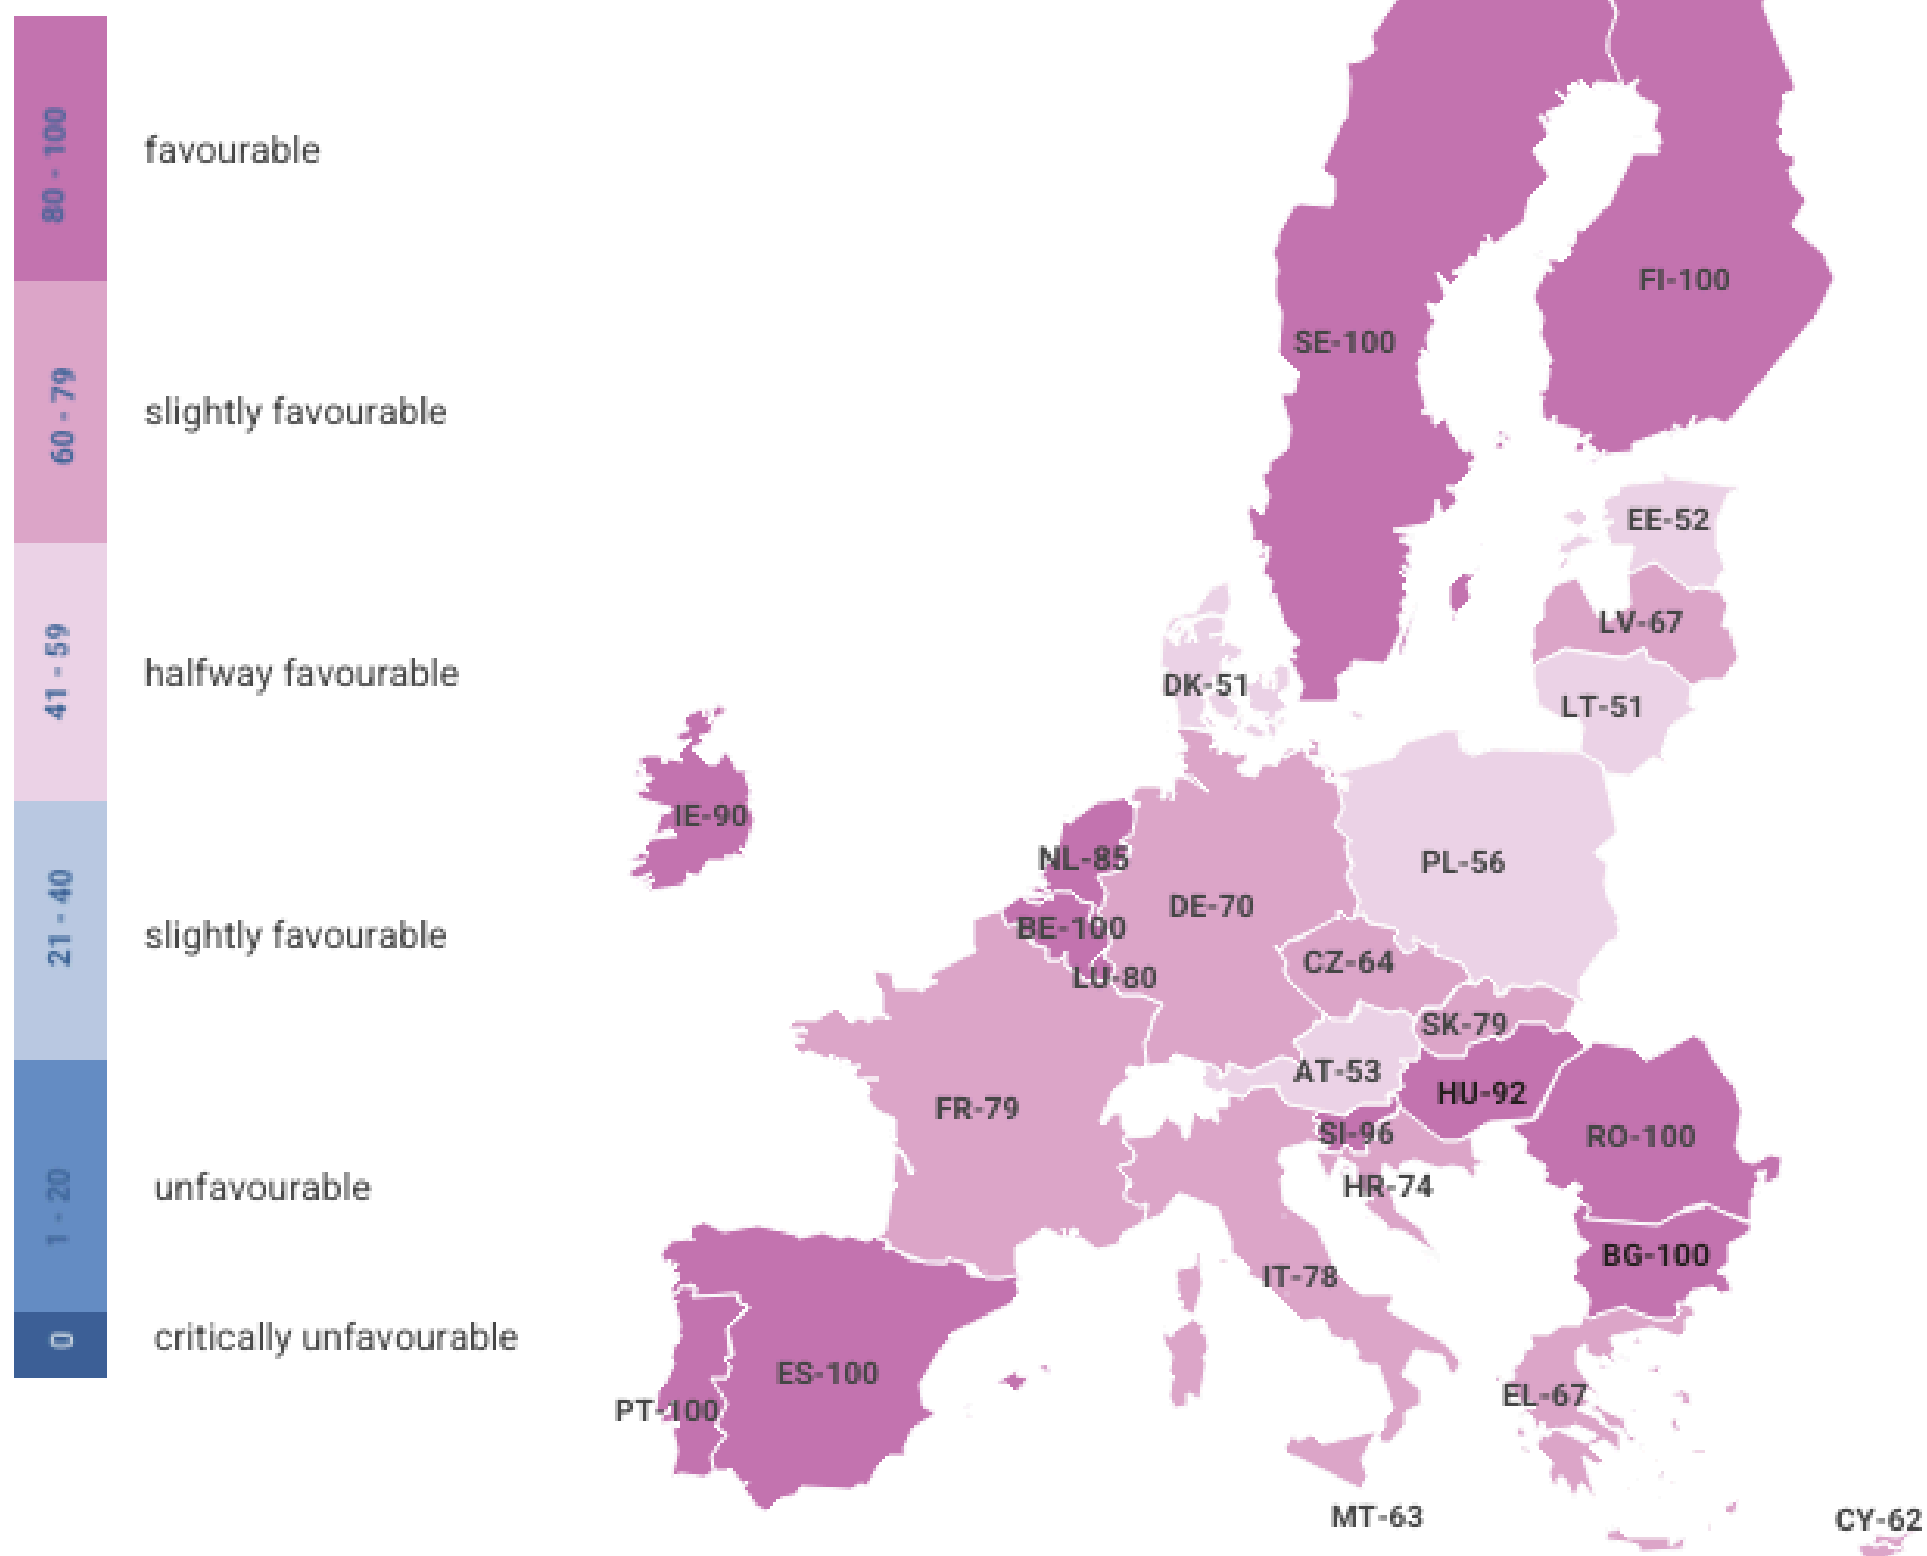 80 - 100
favourable
60 - 79
slightly favourable
41 - 59
halfway favourable
21 - 40
slightly favourable
1 - 20
unfavourable
0
critically unfavourable
FI-100
SE-100
EE-52
LV-67
DK-51
LT-51
IE-90
NL-85
PL-56
DE-70
BE-100
CZ-64
LU-80
SK-79
AT-53
HU-92
FR-79
SI-96
RO-100
HR-74
BG-100
IT-78
ES-100
EL-67
PT-100
MT-63
CY-62